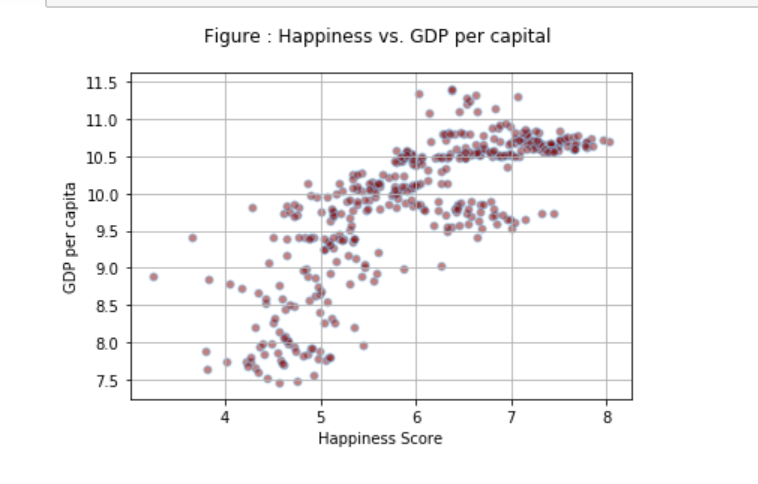 Figure : Happiness vs. GDP per capital
11.5
11.0
10.5
10.0
9.5
9.0
8.5
8.0
7.5
GDP per capita
4 5 6 7 8
Happiness Score